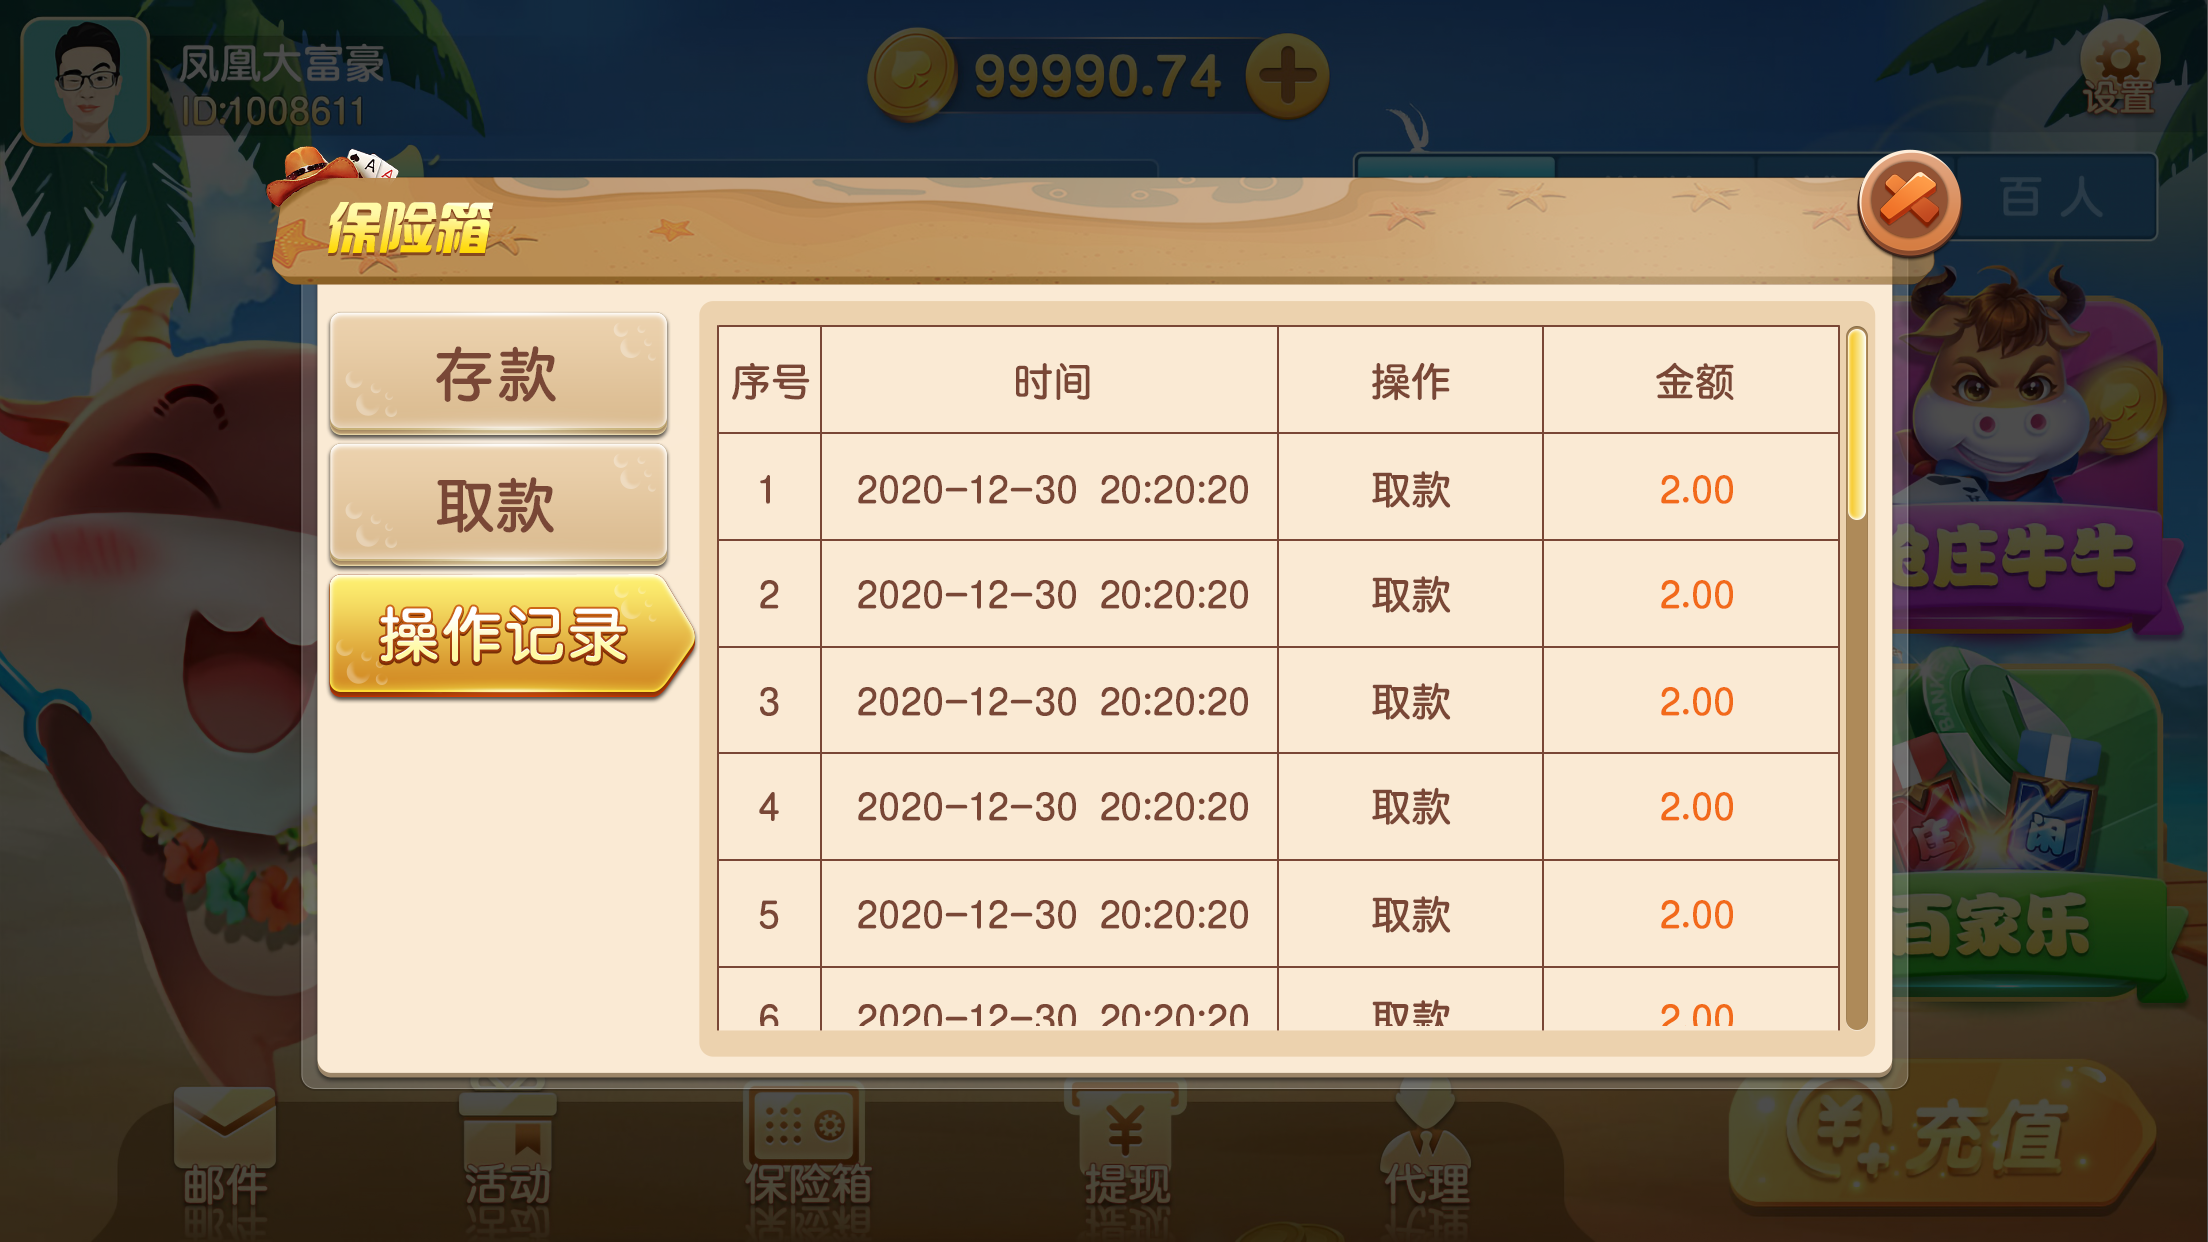 凤凰大富豪
ID:1008611
99990.74
设置
百人
保险箱
存款
取款
操作记录
序号 时间 操作 金额
1 2020-12-30 20:20:20 取款 2.00
2 2020-12-30 20:20:20 取款 2.00
3 2020-12-30 20:20:20 取款 2.00
4 2020-12-30 20:20:20 取款 2.00
5 2020-12-30 20:20:20 取款 2.00
6 2020-12-30 20:20:20 取款 2.00
抢庄牛牛
BANK
庄
闲
百家乐
邮件
活动
保险箱
提现
代理
充值